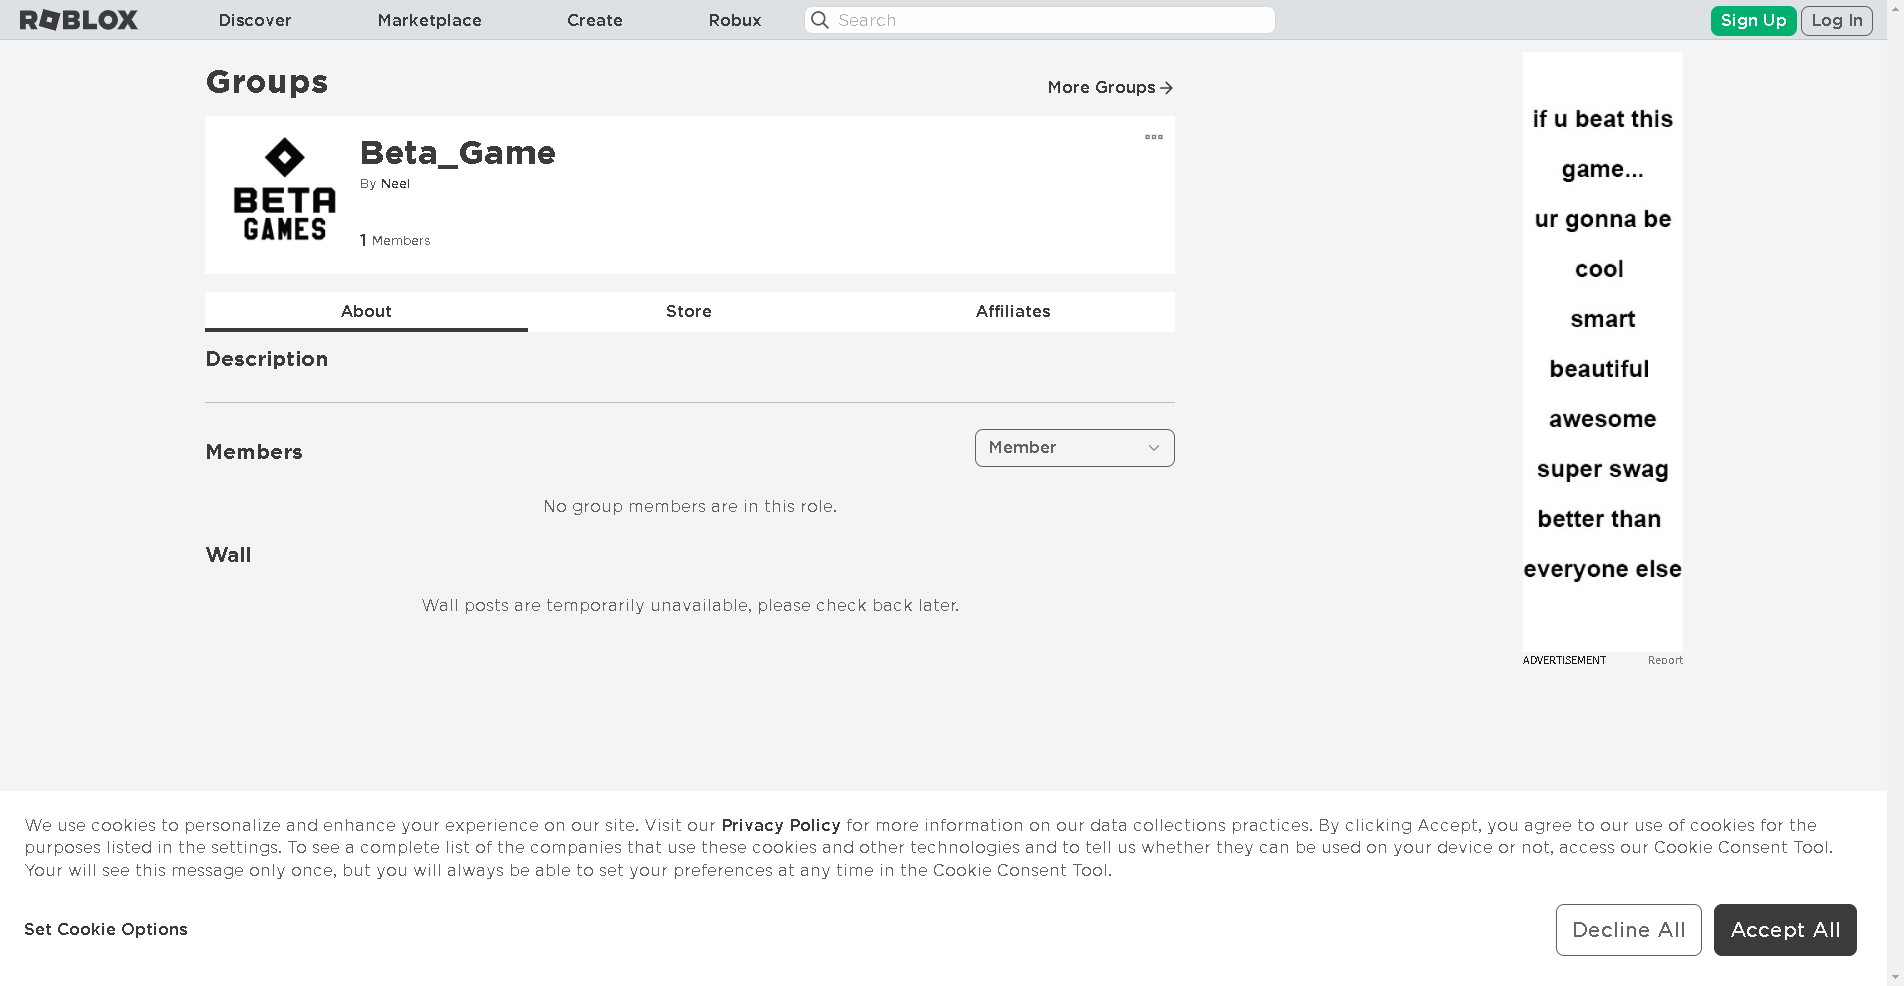 ROBLOX
Discover
Marketplace
Create
Robux
Search
Sign Up
Log In
Groups
More Groups
BETA
GAMES
Beta_Game
By Neel
1 Members
About
Store
Affiliates
Description
Members
Member
No group members are in this role.
Wall
Wall posts are temporarily unavailable, please check back later.
if u beat this
game...
ur gonna be
cool
smart
beautiful
awesome
super swag
better than
everyone else
ADVERTISEMENT
Report
We use cookies to personalize and enhance your experience on our site. Visit our Privacy Policy for more information on our data collections practices. By clicking Accept, you agree to our use of cookies for the
purposes listed in the settings. To see a complete list of the companies that use these cookies and other technologies and to tell us whether they can be used on your device or not, access our Cookie Consent Tool.
Your will see this message only once, but you will always be able to set your preferences at any time in the Cookie Consent Tool.
Set Cookie Options
Decline All
Accept All